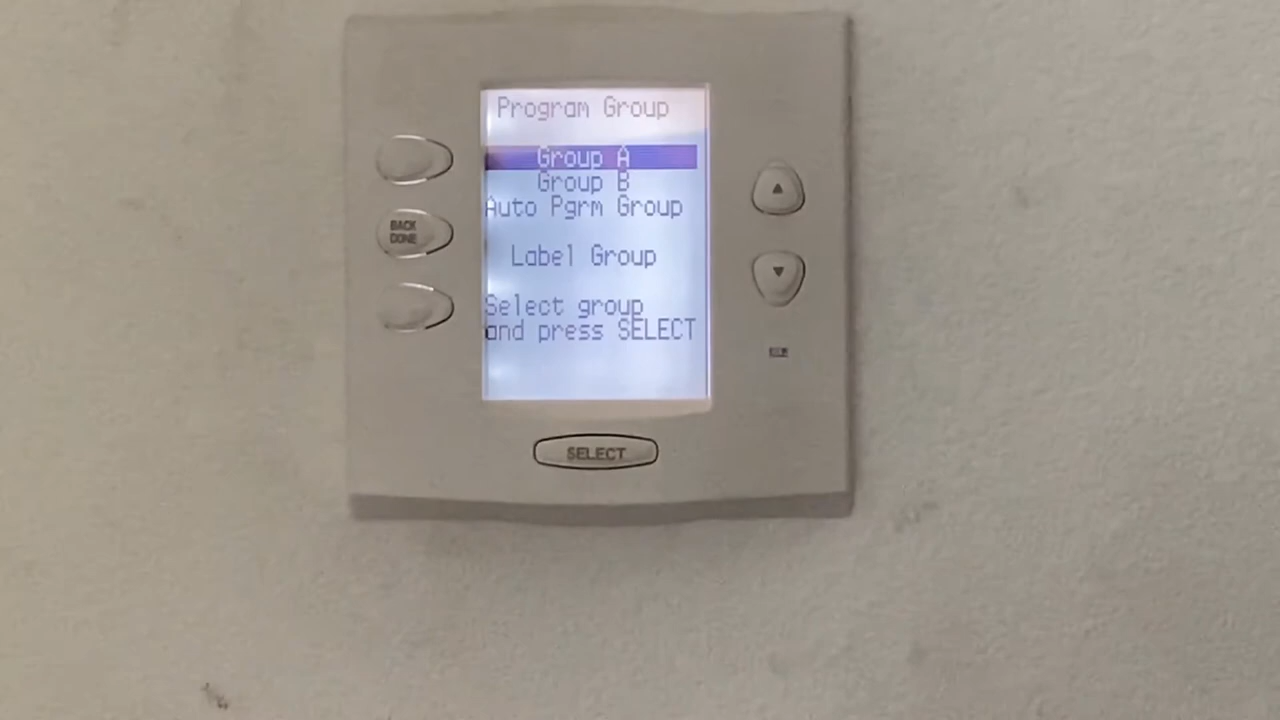 Program Group
Group A
Group B
Auto Pgrm Group
Label Group
Select group
and press SELECT
BACK
DONE
SELECT